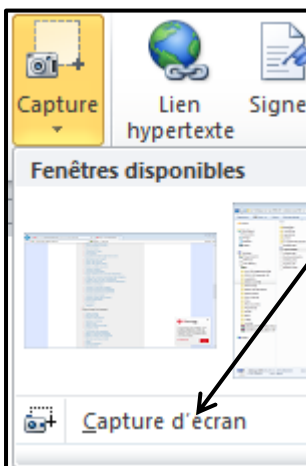 Capture
Lien
hypertexte
Signe
Fenêtres disponibles
Capture d'écran